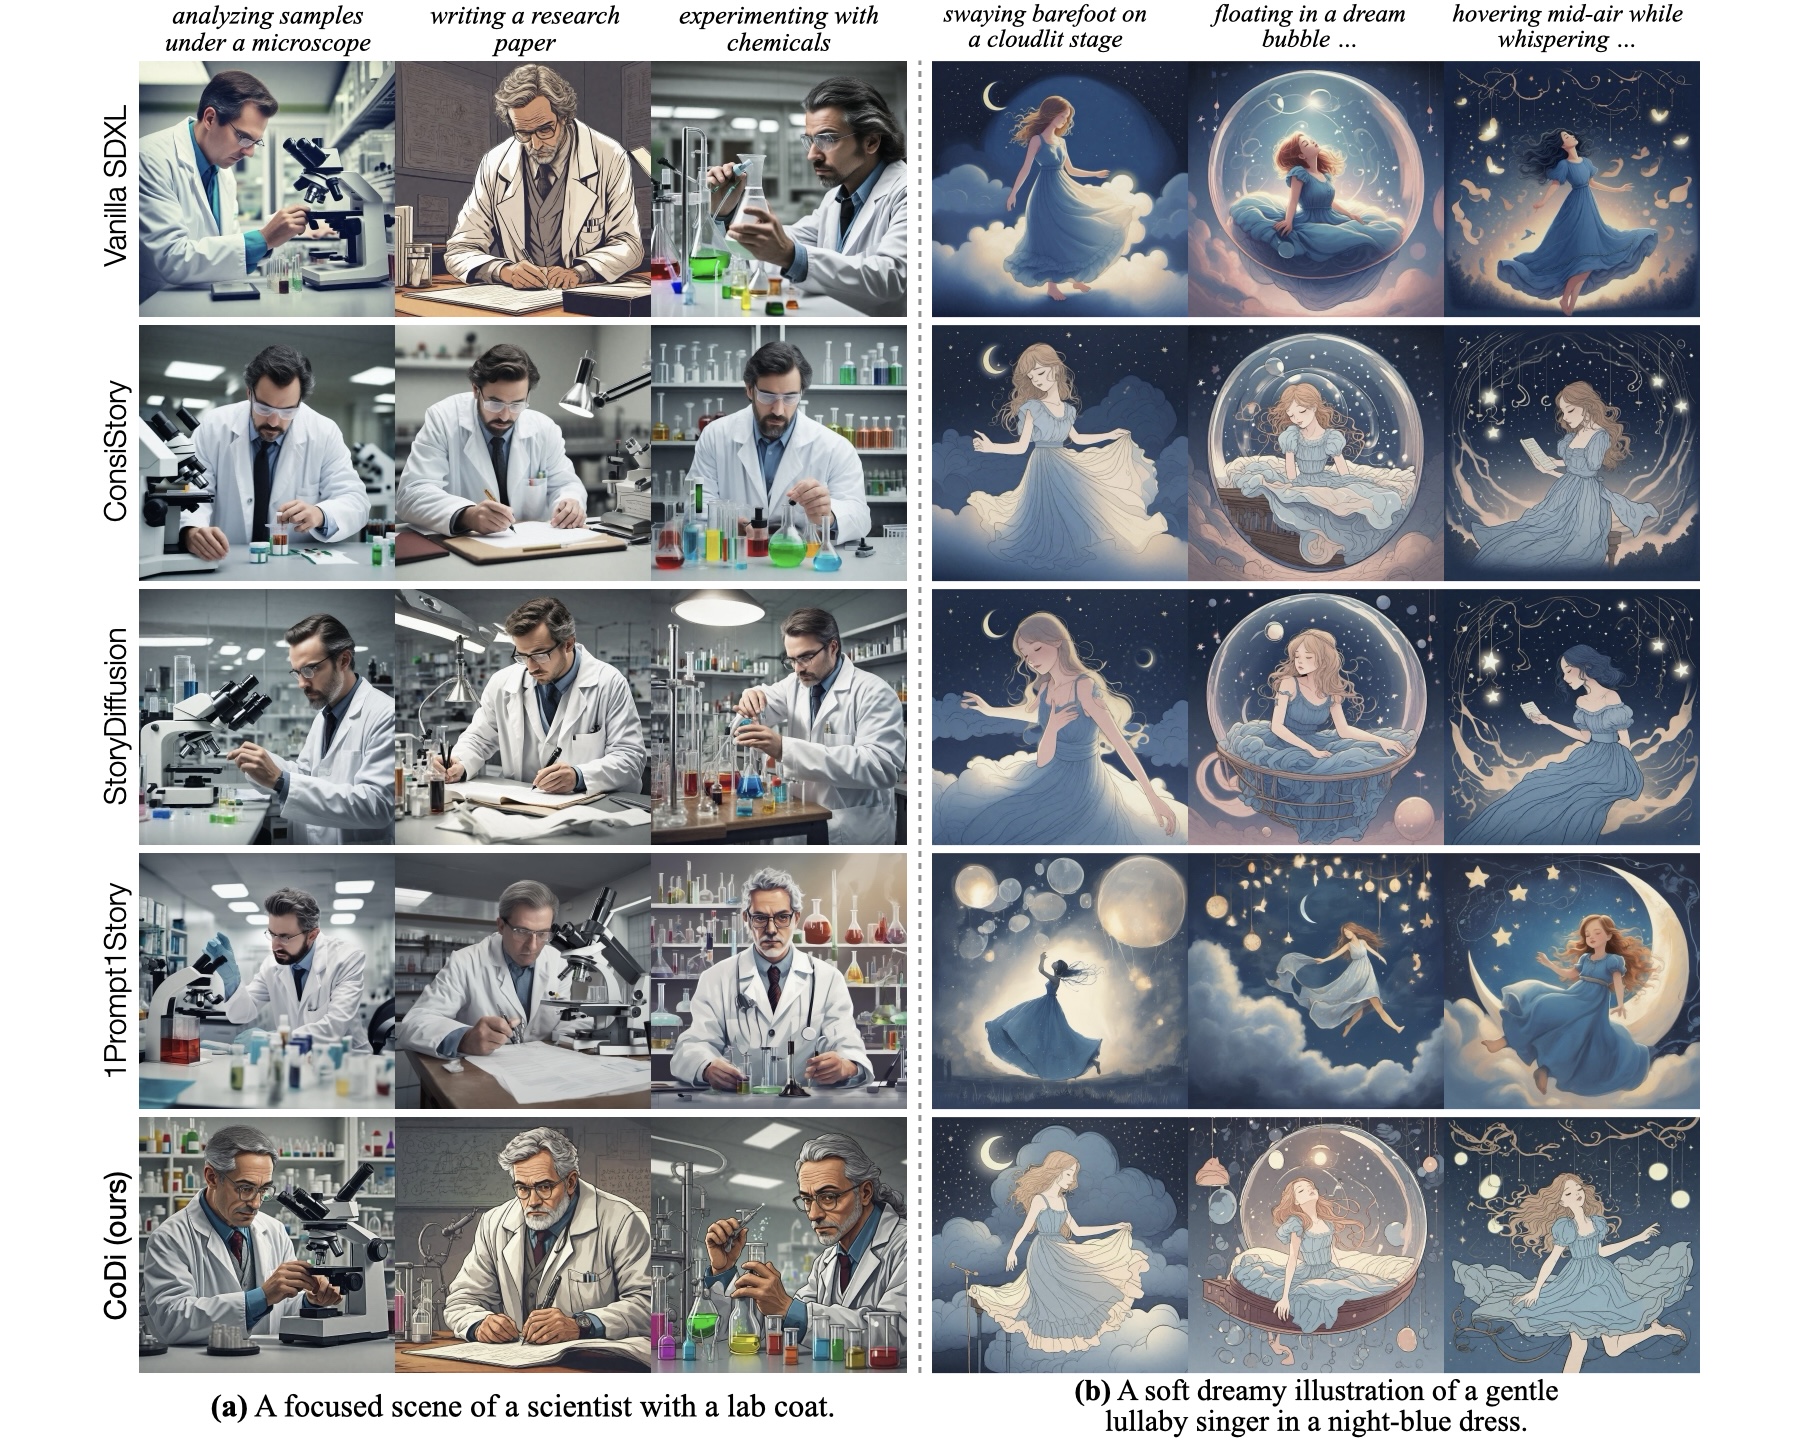 analyzing samples
under a microscope
writing a research
paper
experimenting with
chemicals
swaying barefoot on
a cloudlit stage
floating in a dream
bubble ...
hovering mid-air while
whispering ...
Vanilla SDXL
ConsiStory
StoryDiffusion
1Prompt1Story
CoDi (ours)
(a) A focused scene of a scientist with a lab coat.
(b) A soft dreamy illustration of a gentle
lullaby singer in a night-blue dress.